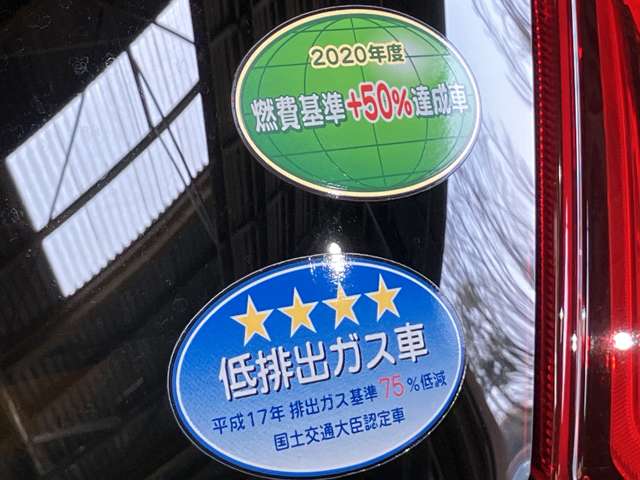 2020年度
燃費基準+50%達成車
低排出ガス車
平成17年 排出ガス基準75%低減
国土交通大臣認定車